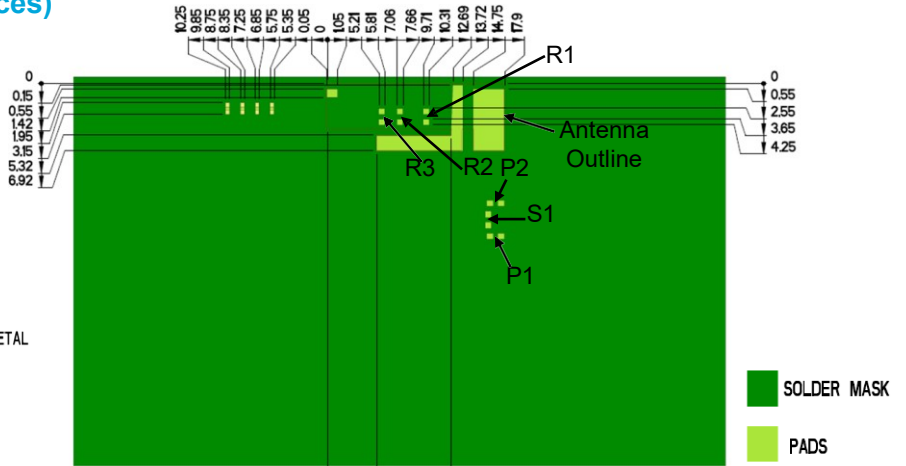 ces)
10.25
9.85
8.75
8.35
7.25
6.85
5.75
5.35
0.05
0
1.05
5.21
5.81
7.06
7.66
9.71
10.31
12.69
13.72
14.75
17.9
R1
0
0.15
0.55
1.42
1.95
3.15
5.32
6.92
0
0.55
2.55
3.65
4.25
Antenna
Outline
R3
R2
P2
S1
P1
ETAL
SOLDER MASK
PADS